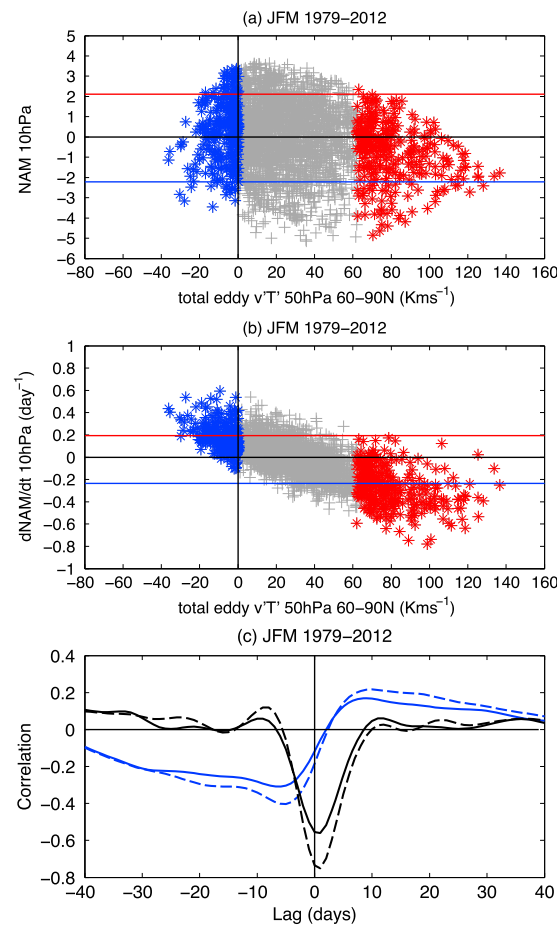 (a) JFM 1979−2012
5
4
3
2
1
0
−1
−2
−3
−4
−5
−6
NAM 10hPa
−80 −60 −40 −20 0 20 40 60 80 100 120 140 160
total eddy v'T' 50hPa 60−90N (Kms⁻¹)
(b) JFM 1979−2012
1
0.8
0.6
0.4
0.2
0
−0.2
−0.4
−0.6
−0.8
−1
dNAM/dt 10hPa (day⁻¹)
−80 −60 −40 −20 0 20 40 60 80 100 120 140 160
total eddy v'T' 50hPa 60−90N (Kms⁻¹)
(c) JFM 1979−2012
0.4
0.2
0
−0.2
−0.4
−0.6
−0.8
Correlation
−40 −30 −20 −10 0 10 20 30 40
Lag (days)